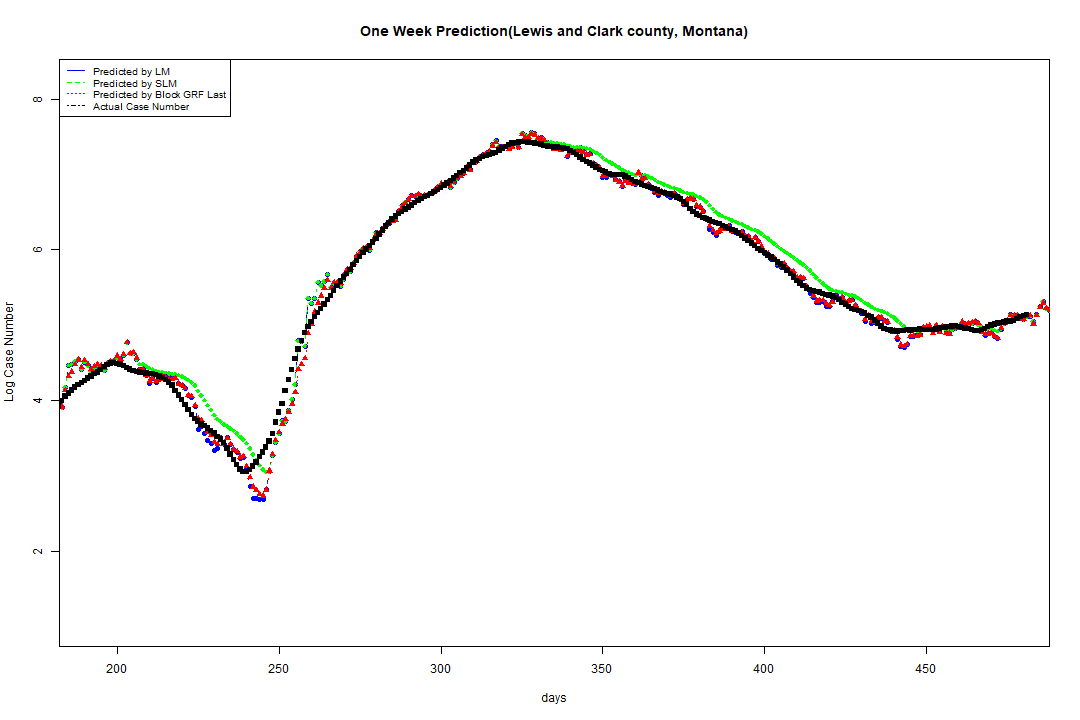 One Week Prediction(Lewis and Clark county, Montana)
Predicted by LM
Predicted by SLM
Predicted by Block GRF Last
Actual Case Number
8
6
4
2
Log Case Number
200 250 300 350 400 450
days